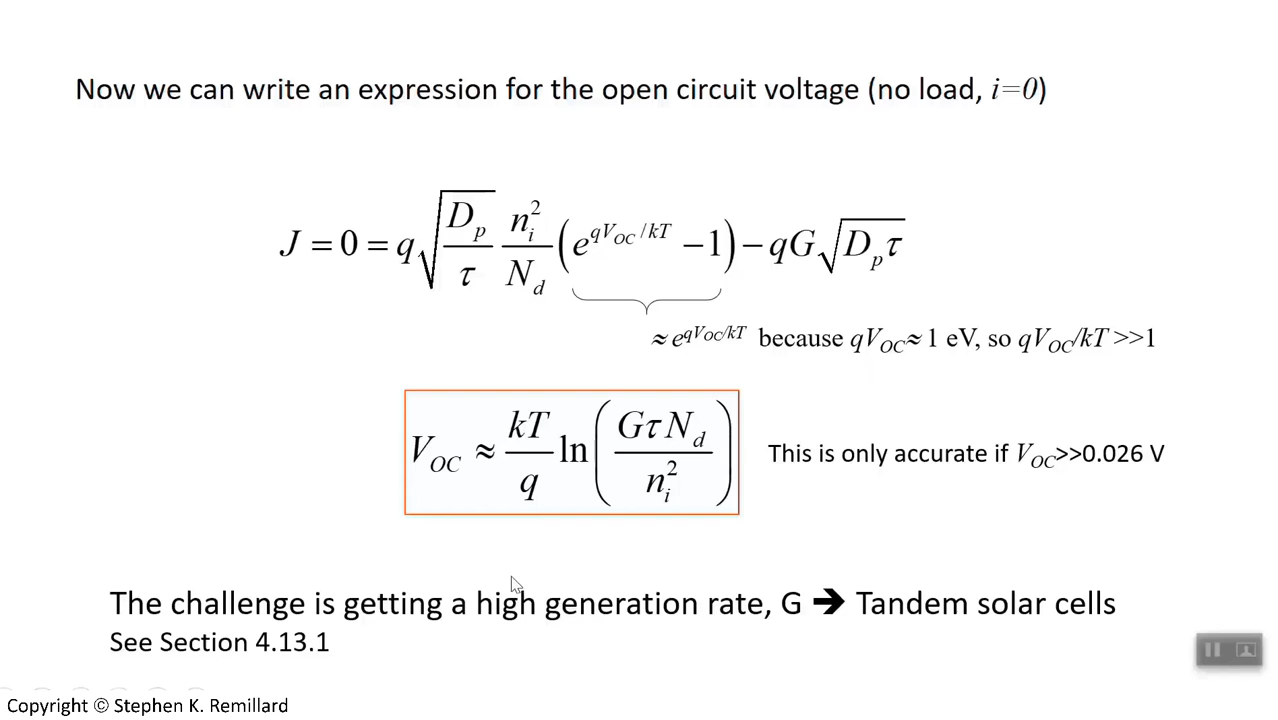 Now we can write an expression for the open circuit voltage (no load, i=0)
J = 0 = q√(D_p/τ) n_i^2/N_d (e^{qV_OC/kT} − 1) − qG√(D_pτ)
≈ e^{qV_OC/kT} because qV_OC≈ 1 eV, so qV_OC/kT >>1
V_OC ≈ kT/q ln(GτN_d/n_i^2) This is only accurate if V_OC>>0.026 V
The challenge is getting a high generation rate, G ➔ Tandem solar cells
See Section 4.13.1
Copyright © Stephen K. Remillard